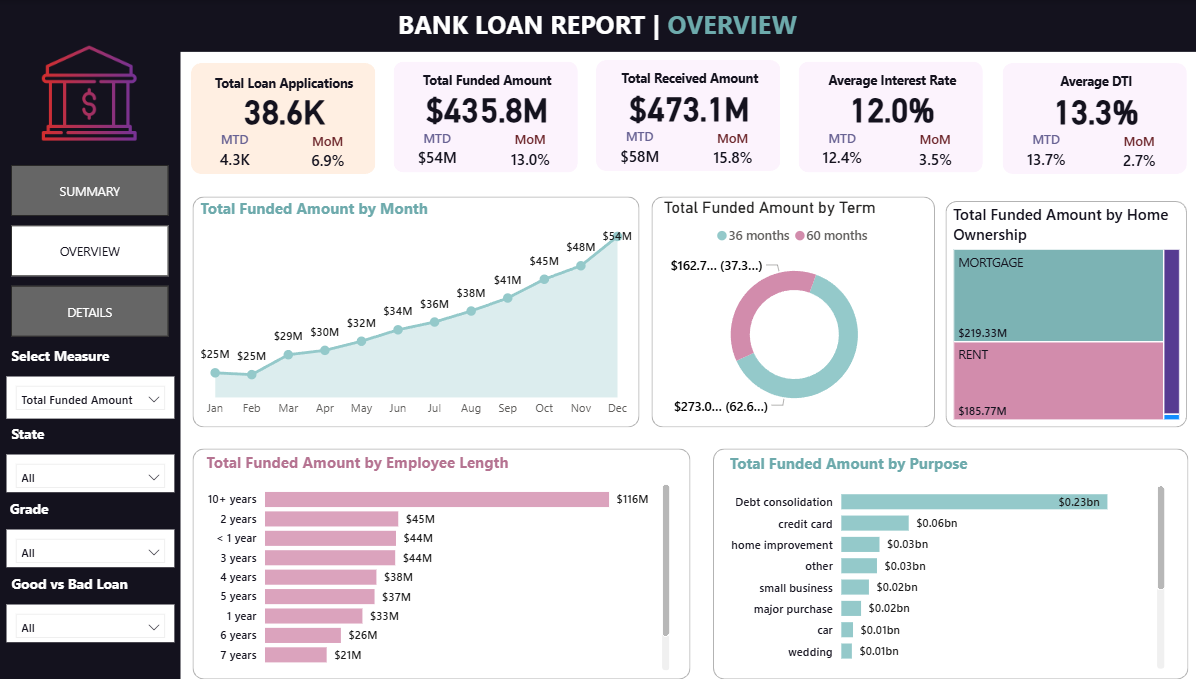 BANK LOAN REPORT | OVERVIEW
SUMMARY
OVERVIEW
DETAILS
Select Measure
Total Funded Amount
State
All
Grade
All
Good vs Bad Loan
All
Total Loan Applications
38.6K
MTD MoM
4.3K 6.9%
Total Funded Amount
$435.8M
MTD MoM
$54M 13.0%
Total Received Amount
$473.1M
MTD MoM
$58M 15.8%
Average Interest Rate
12.0%
MTD MoM
12.4% 3.5%
Average DTI
13.3%
MTD MoM
13.7% 2.7%
Total Funded Amount by Month
$25M $25M $29M $30M $32M $34M $36M $38M $41M $45M $48M $54M
Jan Feb Mar Apr May Jun Jul Aug Sep Oct Nov Dec
Total Funded Amount by Term
36 months 60 months
$162.7... (37.3...)
$273.0... (62.6...)
Total Funded Amount by Home
Ownership
MORTGAGE
$219.33M
RENT
$185.77M
Total Funded Amount by Employee Length
10+ years $116M
2 years $45M
< 1 year $44M
3 years $44M
4 years $38M
5 years $37M
1 year $33M
6 years $26M
7 years $21M
Total Funded Amount by Purpose
Debt consolidation $0.23bn
credit card $0.06bn
home improvement $0.03bn
other $0.03bn
small business $0.02bn
major purchase $0.02bn
car $0.01bn
wedding $0.01bn